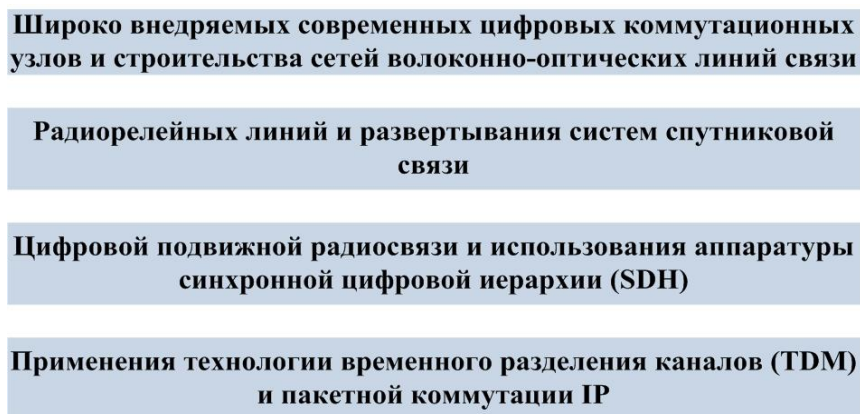 Широко внедряемых современных цифровых коммутационных
узлов и строительства сетей волоконно-оптических линий связи
Радиорелейных линий и развертывания систем спутниковой
связи
Цифровой подвижной радиосвязи и использования аппаратуры
синхронной цифровой иерархии (SDH)
Применения технологии временного разделения каналов (TDM)
и пакетной коммутации IP